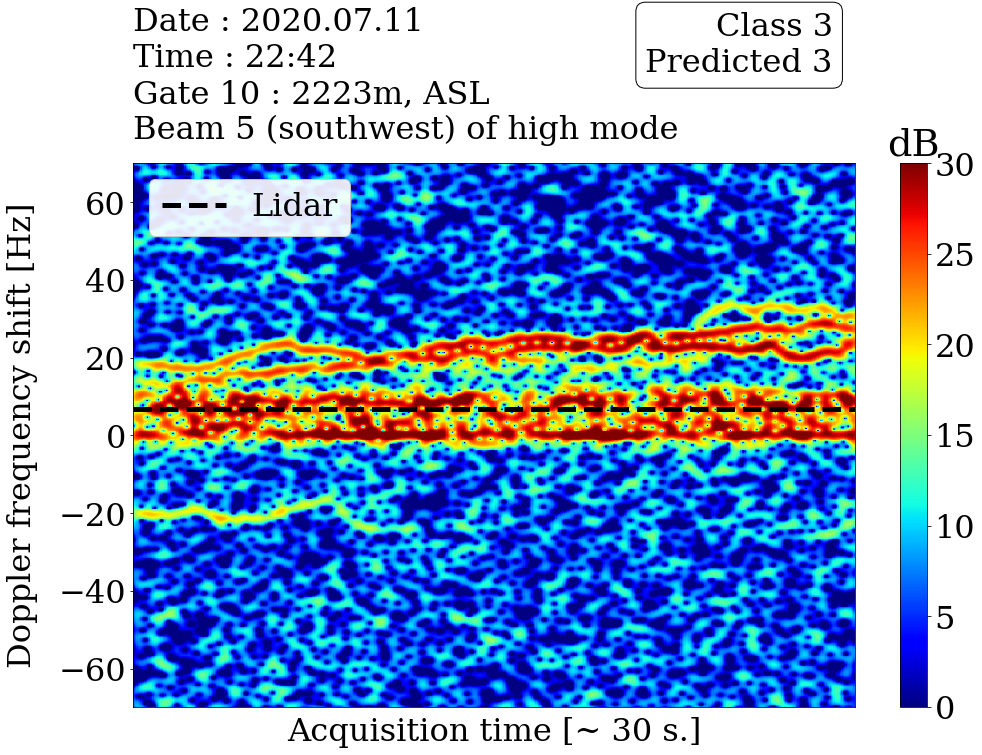 Date : 2020.07.11
Time : 22:42
Gate 10 : 2223m, ASL
Beam 5 (southwest) of high mode
Class 3
Predicted 3
dB
Lidar
Doppler frequency shift [Hz]
60
40
20
0
−20
−40
−60
Acquisition time [~ 30 s.]
30
25
20
15
10
5
0